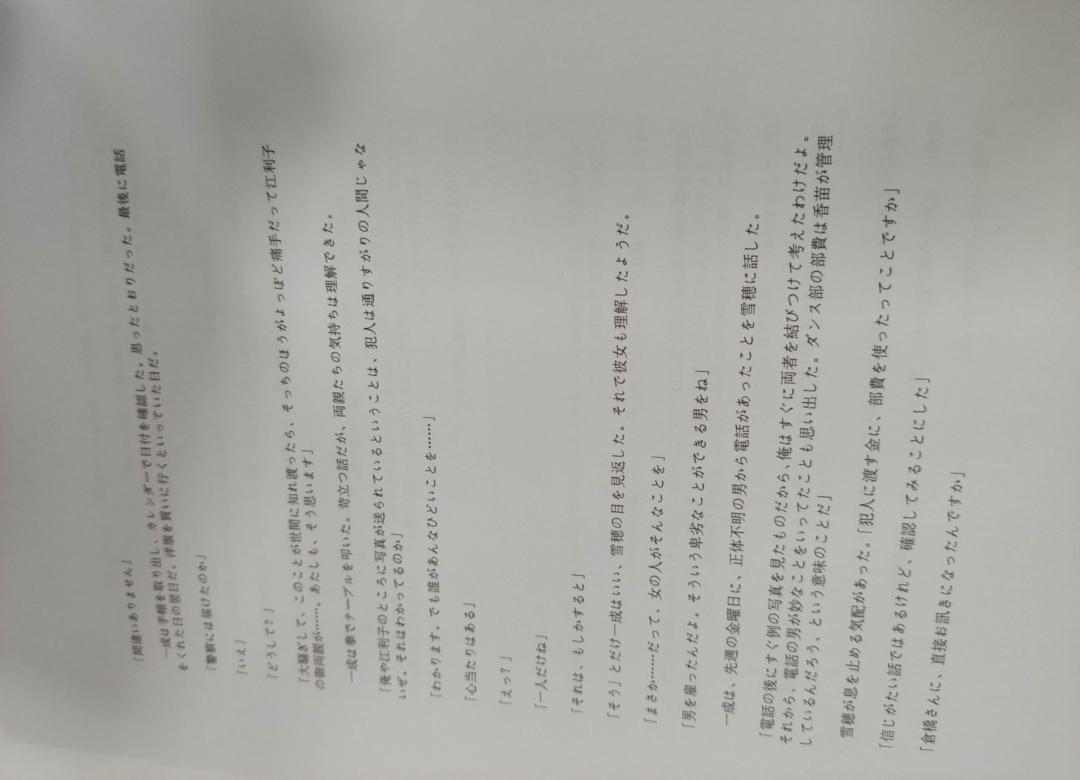 「間違いありません」
一成は手帳を取り出し、カレンダーで日付を確認した。思ったとおりだった。最後に電話
をくれた日の翌日だ。洋服を買いに行くといっていた日だ。
「警察には届けたのか」
「いえ」
「どうして？」
「大騒ぎして、このことが世間に知れ渡ったら、そっちのほうがよっぽど痛手だって江利子
の御両親が……。あたしも、そう思います」
一成は拳でテーブルを叩いた。苛立つ話だが、両親たちの気持ちは理解できた。
「俺や江利子のところに写真が送られているということは、犯人は通りすがりの人間じゃな
いぜ。それはわかってるのか」
「わかります。でも誰があんなひどいことを……」
「心当たりはある」
「えっ？」
「一人だけね」
「それは、もしかすると」
「そう」とだけ一成はいい、雪穂の目を見返した。それで彼女も理解したようだ。
「まさか……だって、女の人がそんなことを」
「男を雇ったんだよ。そういう卑劣なことができる男をね」
一成は、先週の金曜日に、正体不明の男から電話があったことを雪穂に話した。
「電話の後にすぐ例の写真を見たものだから、俺はすぐに両者を結びつけて考えたわけだよ。
それから、電話の男が妙なことをいってたことも思い出した。ダンス部の部費は香苗が管理
しているんだろう、という意味のことだ」
雪穂が息を止める気配があった。「犯人に渡す金に、部費を使ったってことですか」
「信じがたい話ではあるけれど、確認してみることにした」
「倉橋さんに、直接お訊きになったんですか」